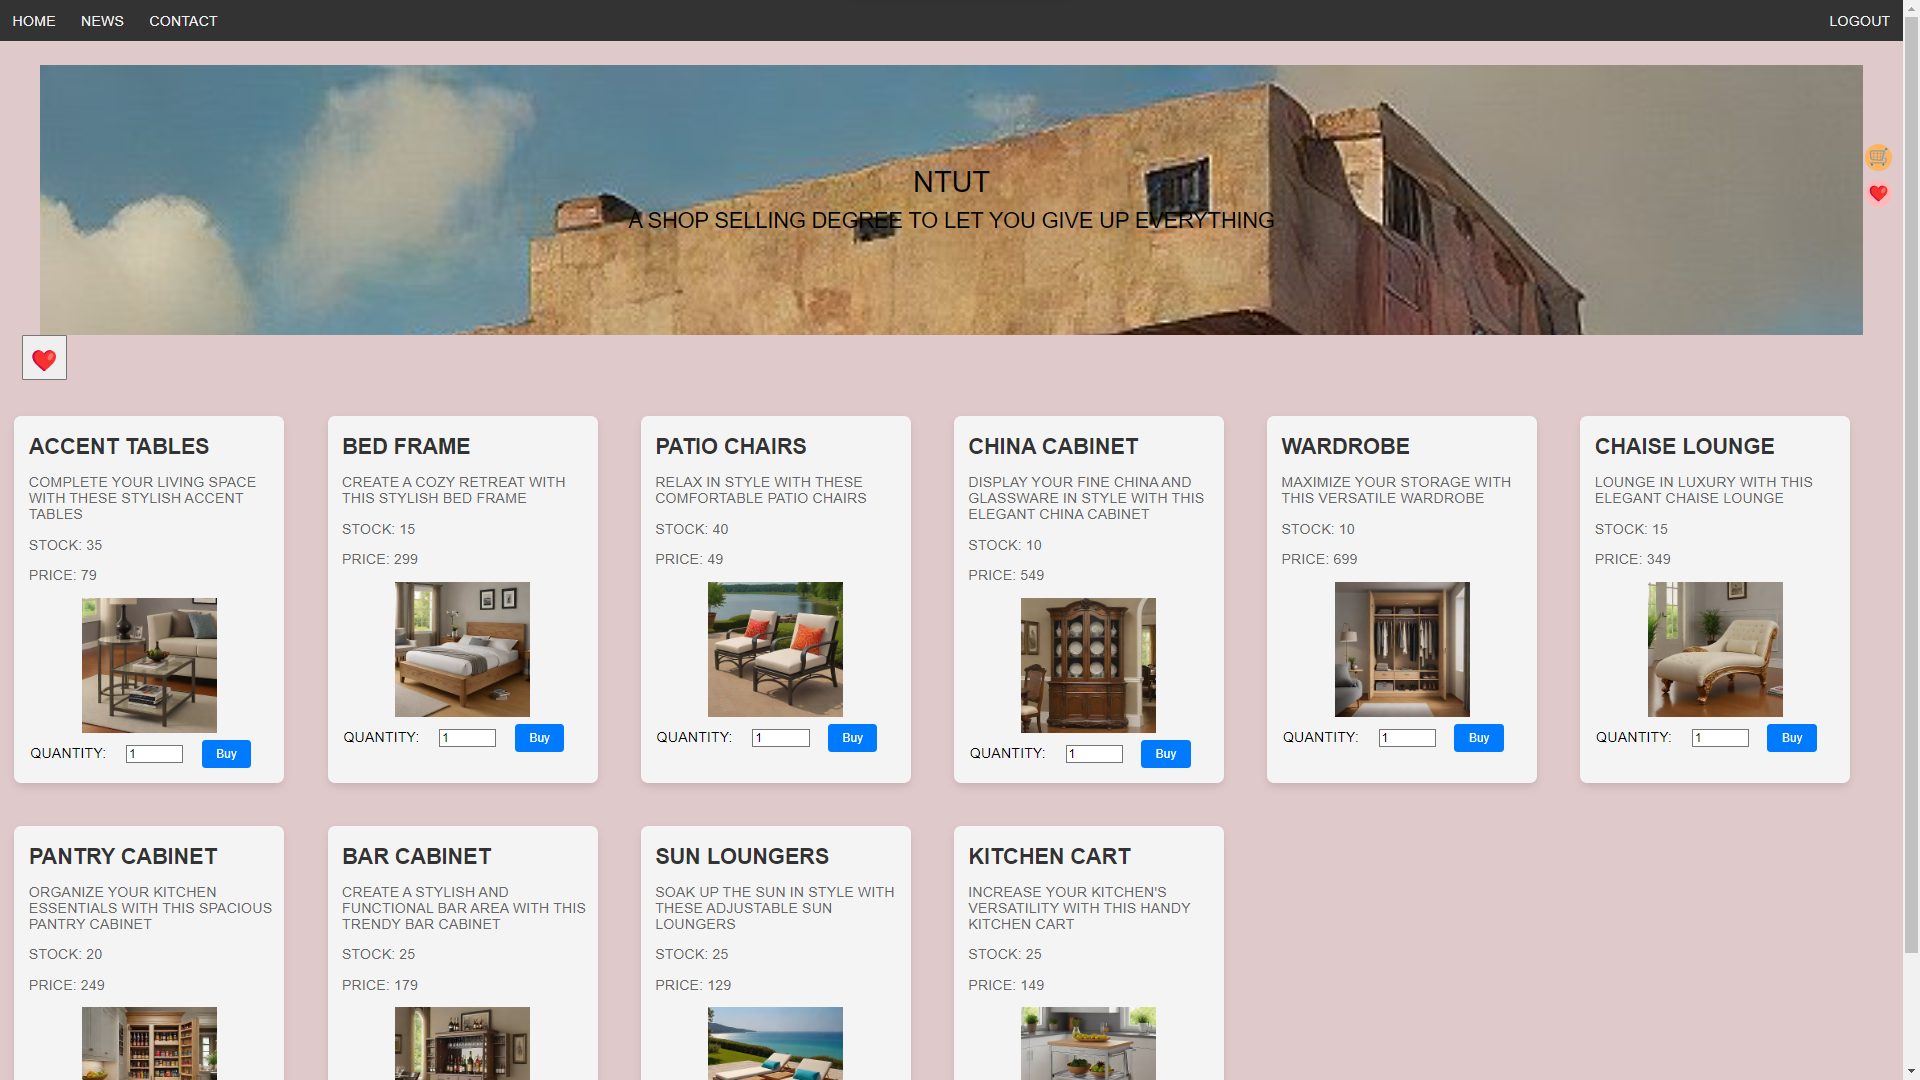 HOME NEWS CONTACT LOGOUT
NTUT
A SHOP SELLING DEGREE TO LET YOU GIVE UP EVERYTHING
ACCENT TABLES
COMPLETE YOUR LIVING SPACE
WITH THESE STYLISH ACCENT
TABLES
STOCK: 35
PRICE: 79
QUANTITY: 1 Buy
BED FRAME
CREATE A COZY RETREAT WITH
THIS STYLISH BED FRAME
STOCK: 15
PRICE: 299
QUANTITY: 1 Buy
PATIO CHAIRS
RELAX IN STYLE WITH THESE
COMFORTABLE PATIO CHAIRS
STOCK: 40
PRICE: 49
QUANTITY: 1 Buy
CHINA CABINET
DISPLAY YOUR FINE CHINA AND
GLASSWARE IN STYLE WITH THIS
ELEGANT CHINA CABINET
STOCK: 10
PRICE: 549
QUANTITY: 1 Buy
WARDROBE
MAXIMIZE YOUR STORAGE WITH
THIS VERSATILE WARDROBE
STOCK: 10
PRICE: 699
QUANTITY: 1 Buy
CHAISE LOUNGE
LOUNGE IN LUXURY WITH THIS
ELEGANT CHAISE LOUNGE
STOCK: 15
PRICE: 349
QUANTITY: 1 Buy
PANTRY CABINET
ORGANIZE YOUR KITCHEN
ESSENTIALS WITH THIS SPACIOUS
PANTRY CABINET
STOCK: 20
PRICE: 249
BAR CABINET
CREATE A STYLISH AND
FUNCTIONAL BAR AREA WITH THIS
TRENDY BAR CABINET
STOCK: 25
PRICE: 179
SUN LOUNGERS
SOAK UP THE SUN IN STYLE WITH
THESE ADJUSTABLE SUN
LOUNGERS
STOCK: 25
PRICE: 129
KITCHEN CART
INCREASE YOUR KITCHEN'S
VERSATILITY WITH THIS HANDY
KITCHEN CART
STOCK: 25
PRICE: 149